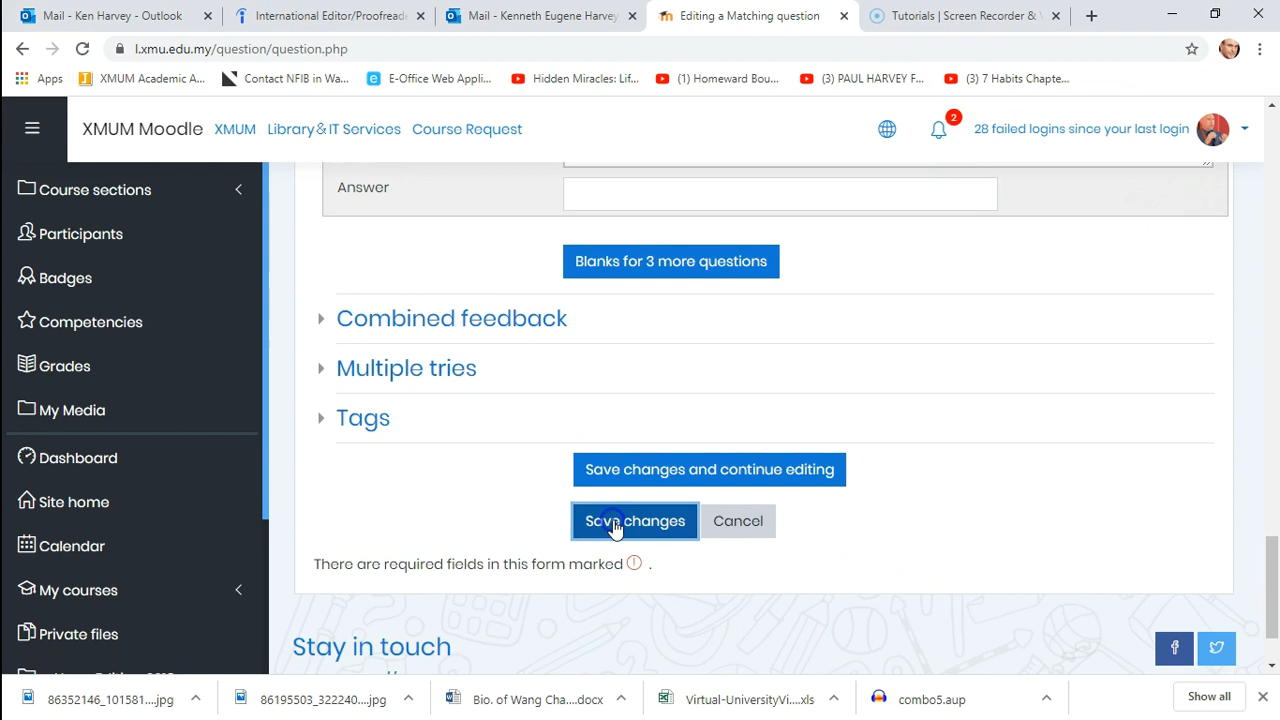 Mail - Ken Harvey - Outlook
International Editor/Proofreade
Mail - Kenneth Eugene Harvey
Editing a Matching question
Tutorials | Screen Recorder &
l.xmu.edu.my/question/question.php
Apps
XMUM Academic A...
Contact NFIB in Wa...
E-Office Web Appli...
Hidden Miracles: Lif...
(1) Homeward Bou...
(3) PAUL HARVEY F...
(3) 7 Habits Chapte...
XMUM Moodle
XMUM
Library&IT Services
Course Request
2
28 failed logins since your last login
Course sections
Participants
Badges
Competencies
Grades
My Media
Dashboard
Site home
Calendar
My courses
Private files
Answer
Blanks for 3 more questions
Combined feedback
Multiple tries
Tags
Save changes and continue editing
Save changes
Cancel
There are required fields in this form marked .
Stay in touch
86352146_101581....jpg
86195503_322240....jpg
Bio. of Wang Cha....docx
Virtual-UniversityVi....xls
combo5.aup
Show all